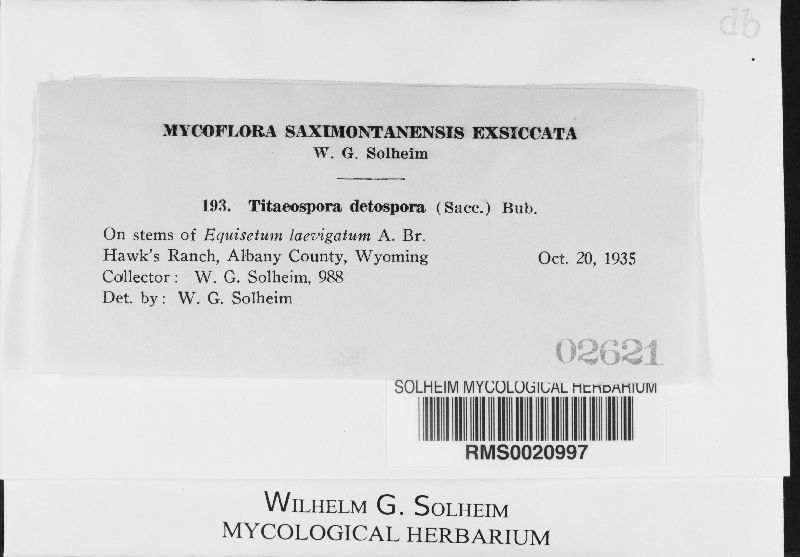 db
MYCOFLORA SAXIMONTANENSIS EXSICCATA
W. G. Solheim
193. Titaeospora detospora (Sacc.) Bub.
On stems of Equisetum laevigatum A. Br.
Hawk's Ranch, Albany County, Wyoming Oct. 20, 1935
Collector: W. G. Solheim, 988
Det. by: W. G. Solheim
02621
SOLHEIM MYCOLOGICAL HERBARIUM
RMS0020997
WILHELM G. SOLHEIM
MYCOLOGICAL HERBARIUM